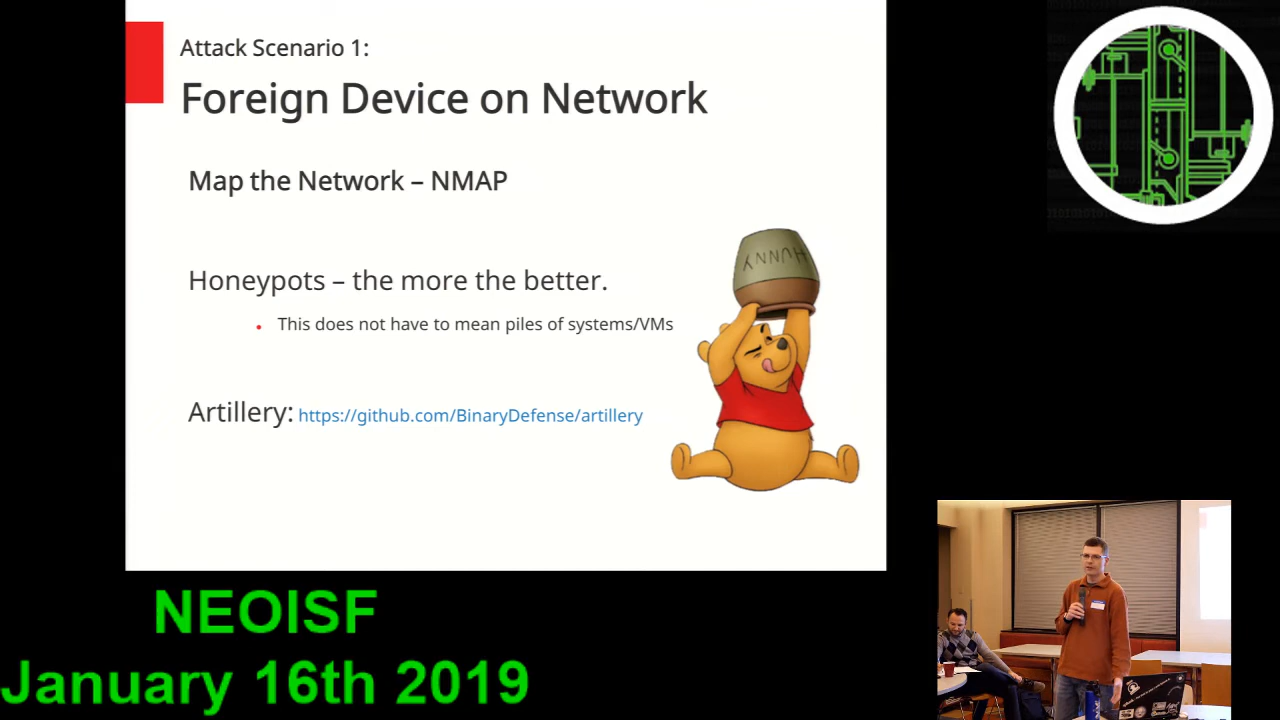 Attack Scenario 1:
Foreign Device on Network
Map the Network – NMAP
HUNNY
Honeypots – the more the better.
• This does not have to mean piles of systems/VMs
Artillery: https://github.com/BinaryDefense/artillery
NEOISF
January 16th 2019